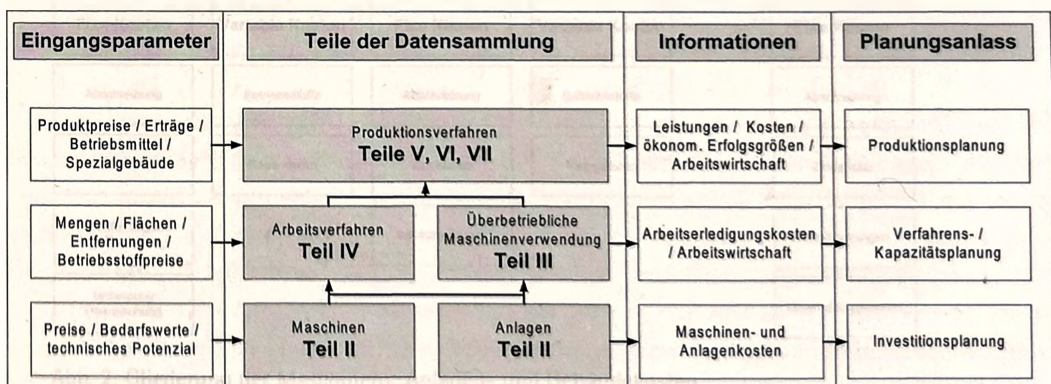 Eingangsparameter
Teile der Datensammlung
Informationen
Planungsanlass
Produktpreise / Erträge /
Betriebsmittel /
Spezialgebäude
Produktionsverfahren
Teile V, VI, VII
Leistungen / Kosten /
ökonom. Erfolgsgrößen /
Arbeitswirtschaft
Produktionsplanung
Mengen / Flächen /
Entfernungen /
Betriebsstoffpreise
Arbeitsverfahren
Teil IV
Überbetriebliche
Maschinenverwendung
Teil III
Arbeitserledigungskosten
/ Arbeitswirtschaft
Verfahrens- /
Kapazitätsplanung
Preise / Bedarfswerte /
technisches Potenzial
Maschinen
Teil II
Anlagen
Teil II
Maschinen- und
Anlagenkosten
Investitionsplanung